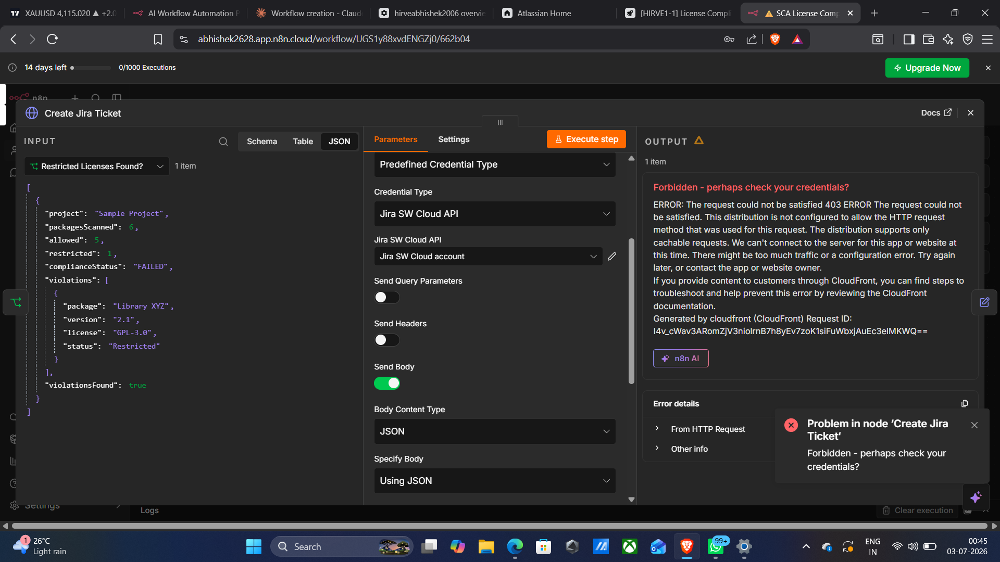 XAUUSD 4,115.020 ▲ +2.0
AI Workflow Automation P
Workflow creation - Claud
hirveabhishek2006 overvie
Atlassian Home
[HIRVE1-1] License Compli
SCA License Comp
abhishek2628.app.n8n.cloud/workflow/UGS1y88xvdENGZj0/662b04
14 days left
0/1000 Executions
Upgrade Now
n8n
Create Jira Ticket
Docs
INPUT
Schema
Table
JSON
Parameters
Settings
Execute step
OUTPUT
Restricted Licenses Found?
1 item
[
{
"project": "Sample Project",
"packagesScanned": 6,
"allowed": 5,
"restricted": 1,
"complianceStatus": "FAILED",
"violations": [
{
"package": "Library XYZ",
"version": "2.1",
"license": "GPL-3.0",
"status": "Restricted"
}
],
"violationsFound": true
}
]
Predefined Credential Type
Credential Type
Jira SW Cloud API
Jira SW Cloud API
Jira SW Cloud account
Send Query Parameters
Send Headers
Send Body
Body Content Type
JSON
Specify Body
Using JSON
1 item
Forbidden - perhaps check your credentials?
ERROR: The request could not be satisfied 403 ERROR The request could not
be satisfied. This distribution is not configured to allow the HTTP request
method that was used for this request. The distribution supports only
cachable requests. We can't connect to the server for this app or website at
this time. There might be too much traffic or a configuration error. Try again
later, or contact the app or website owner.
If you provide content to customers through CloudFront, you can find steps to
troubleshoot and help prevent this error by reviewing the CloudFront
documentation.
Generated by cloudfront (CloudFront) Request ID:
n8n AI
Error details
From HTTP Request
Other info
Problem in node ‘Create Jira
Ticket‘
Forbidden - perhaps check your
credentials?
Settings
Logs
Clear execution
1
26°C
Light rain
Search
99+
ENG
IN
00:45
03-07-2026